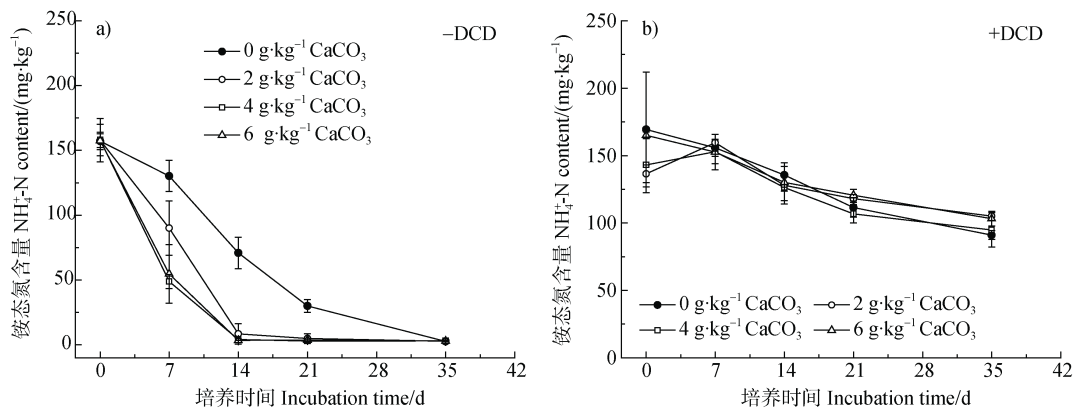 a)
−DCD
0 g·kg⁻¹ CaCO₃
2 g·kg⁻¹ CaCO₃
4 g·kg⁻¹ CaCO₃
6 g·kg⁻¹ CaCO₃
铵态氮含量 NH₄⁺-N content/(mg·kg⁻¹)
250
200
150
100
50
0
0 7 14 21 28 35 42
培养时间 Incubation time/d
b)
+DCD
铵态氮含量 NH₄⁺-N content/(mg·kg⁻¹)
250
200
150
100
50
0
0 g·kg⁻¹ CaCO₃ 2 g·kg⁻¹ CaCO₃
4 g·kg⁻¹ CaCO₃ 6 g·kg⁻¹ CaCO₃
0 7 14 21 28 35 42
培养时间 Incubation time/d